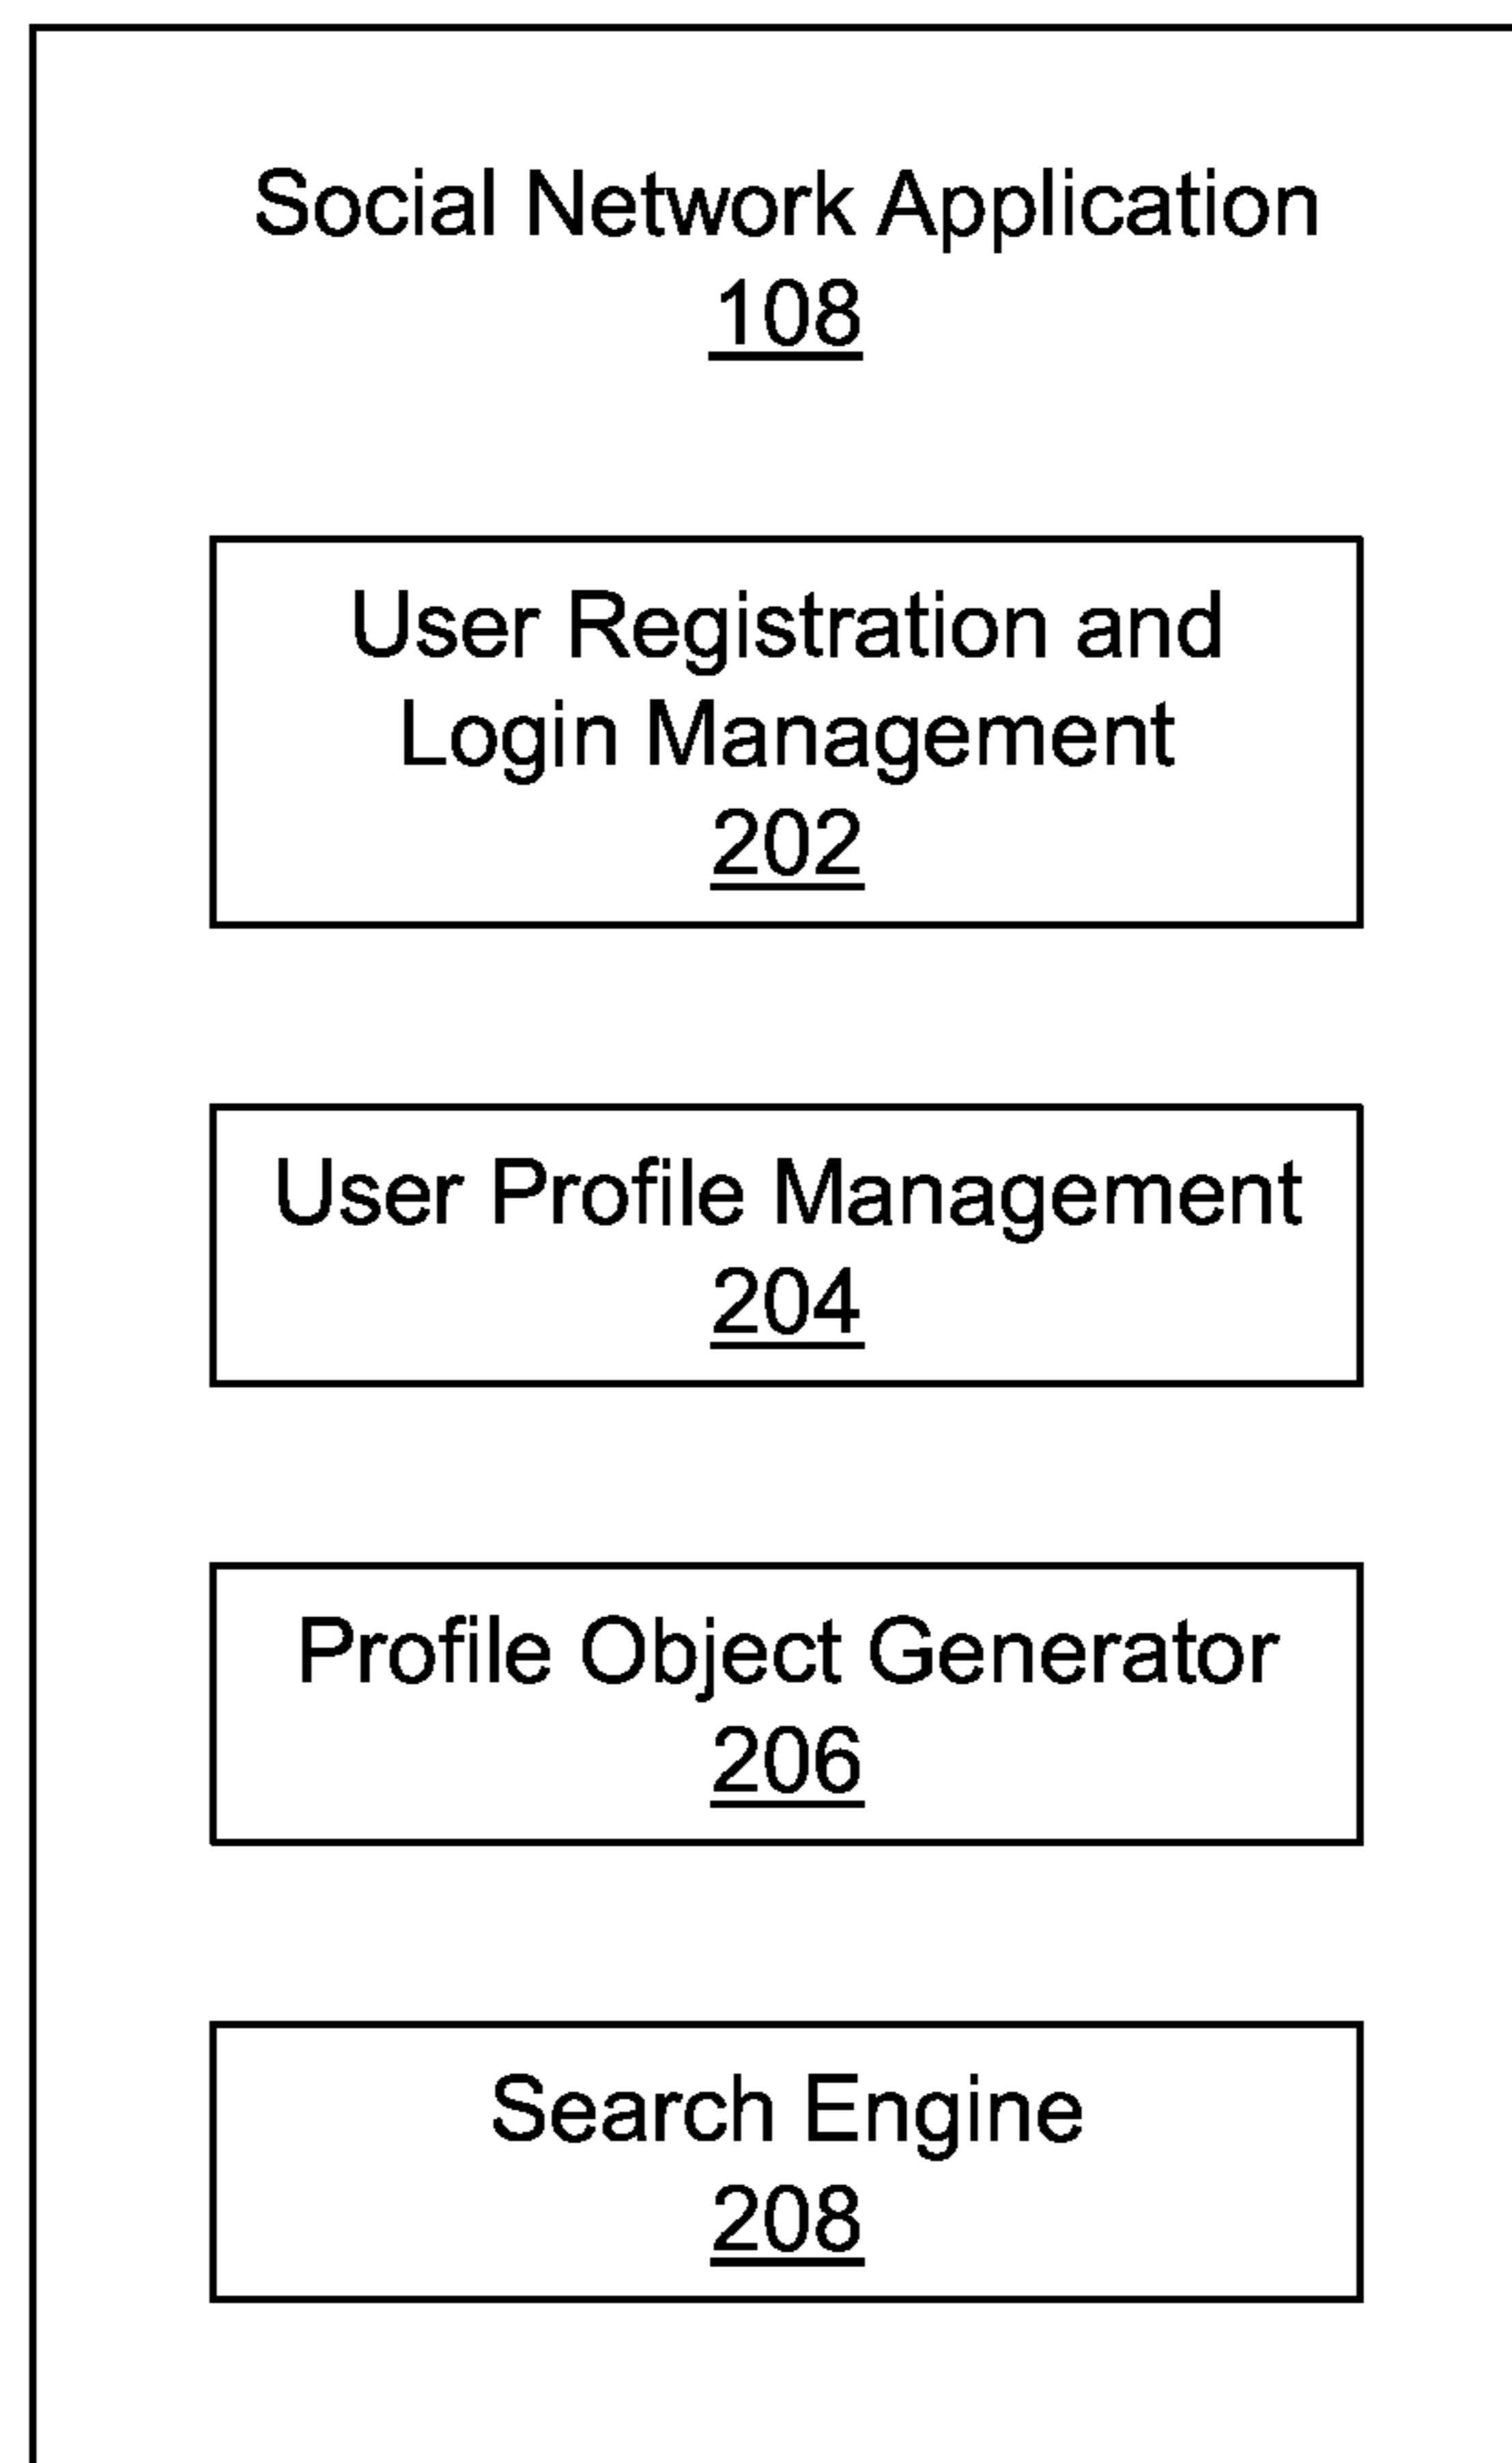 Social Network Application
108
User Registration and
Login Management
202
User Profile Management
204
Profile Object Generator
206
Search Engine
208